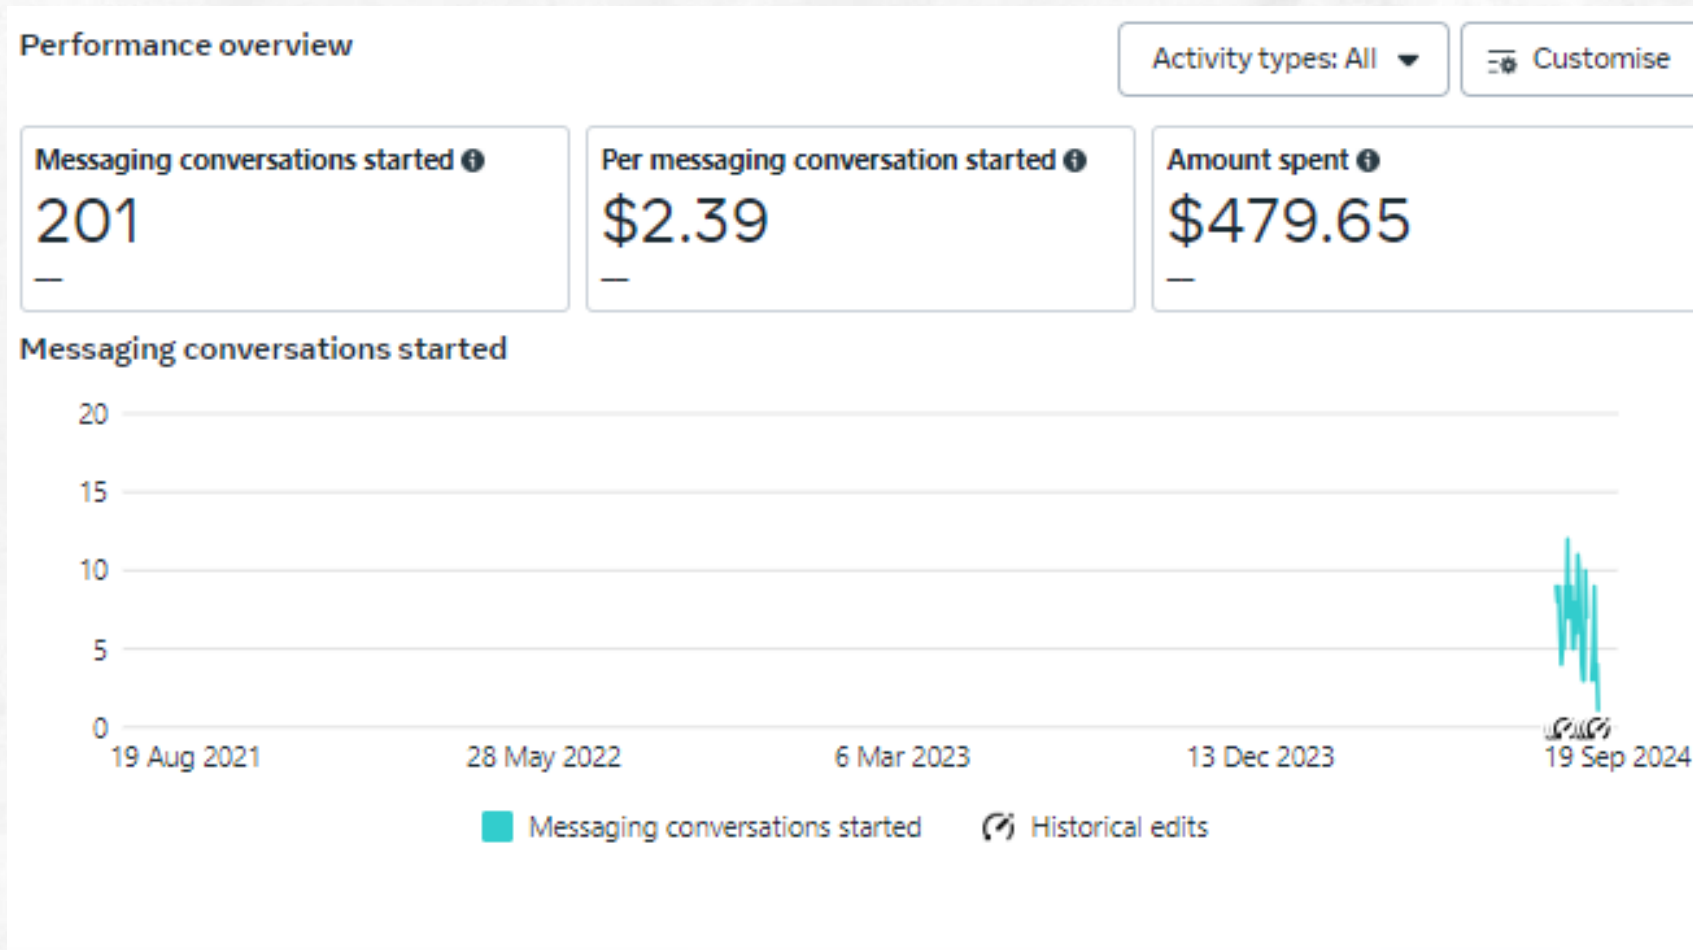 Performance overview
Activity types: All
Customise
Messaging conversations started
201
—
Per messaging conversation started
$2.39
—
Amount spent
$479.65
—
Messaging conversations started
20
15
10
5
0
19 Aug 2021
28 May 2022
6 Mar 2023
13 Dec 2023
19 Sep 2024
Messaging conversations started
Historical edits